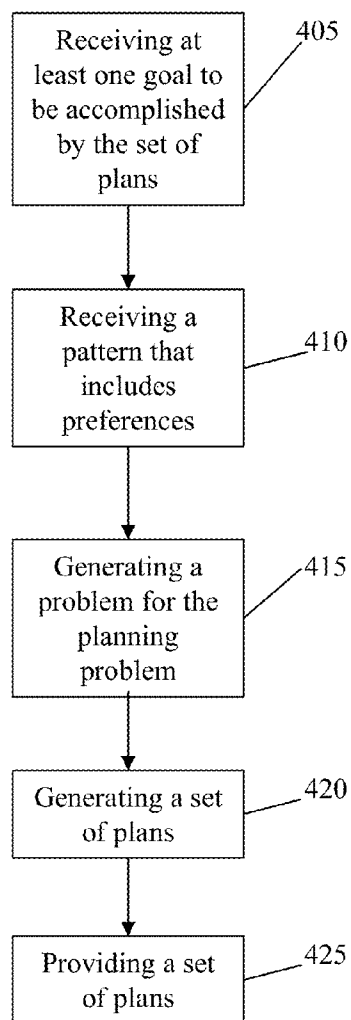 Receiving at
least one goal to
be accomplished
by the set of
plans
405
Receiving a
pattern that
includes
preferences
410
Generating a
problem for the
planning
problem
415
Generating a set
of plans
420
Providing a set
of plans
425